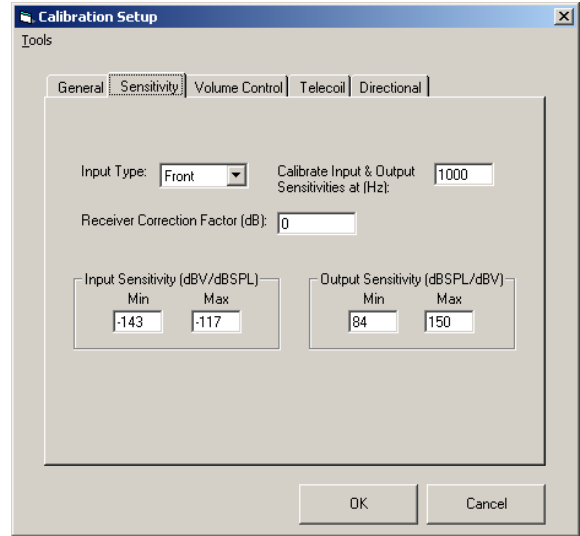 Calibration Setup
Tools
General Sensitivity Volume Control Telecoil Directional
Input Type: Front Calibrate Input & Output Sensitivities at (Hz): 1000
Receiver Correction Factor (dB): 0
Input Sensitivity (dBV/dBSPL) Output Sensitivity (dBSPL/dBV)
Min Max Min Max
-143 -117 84 150
OK Cancel